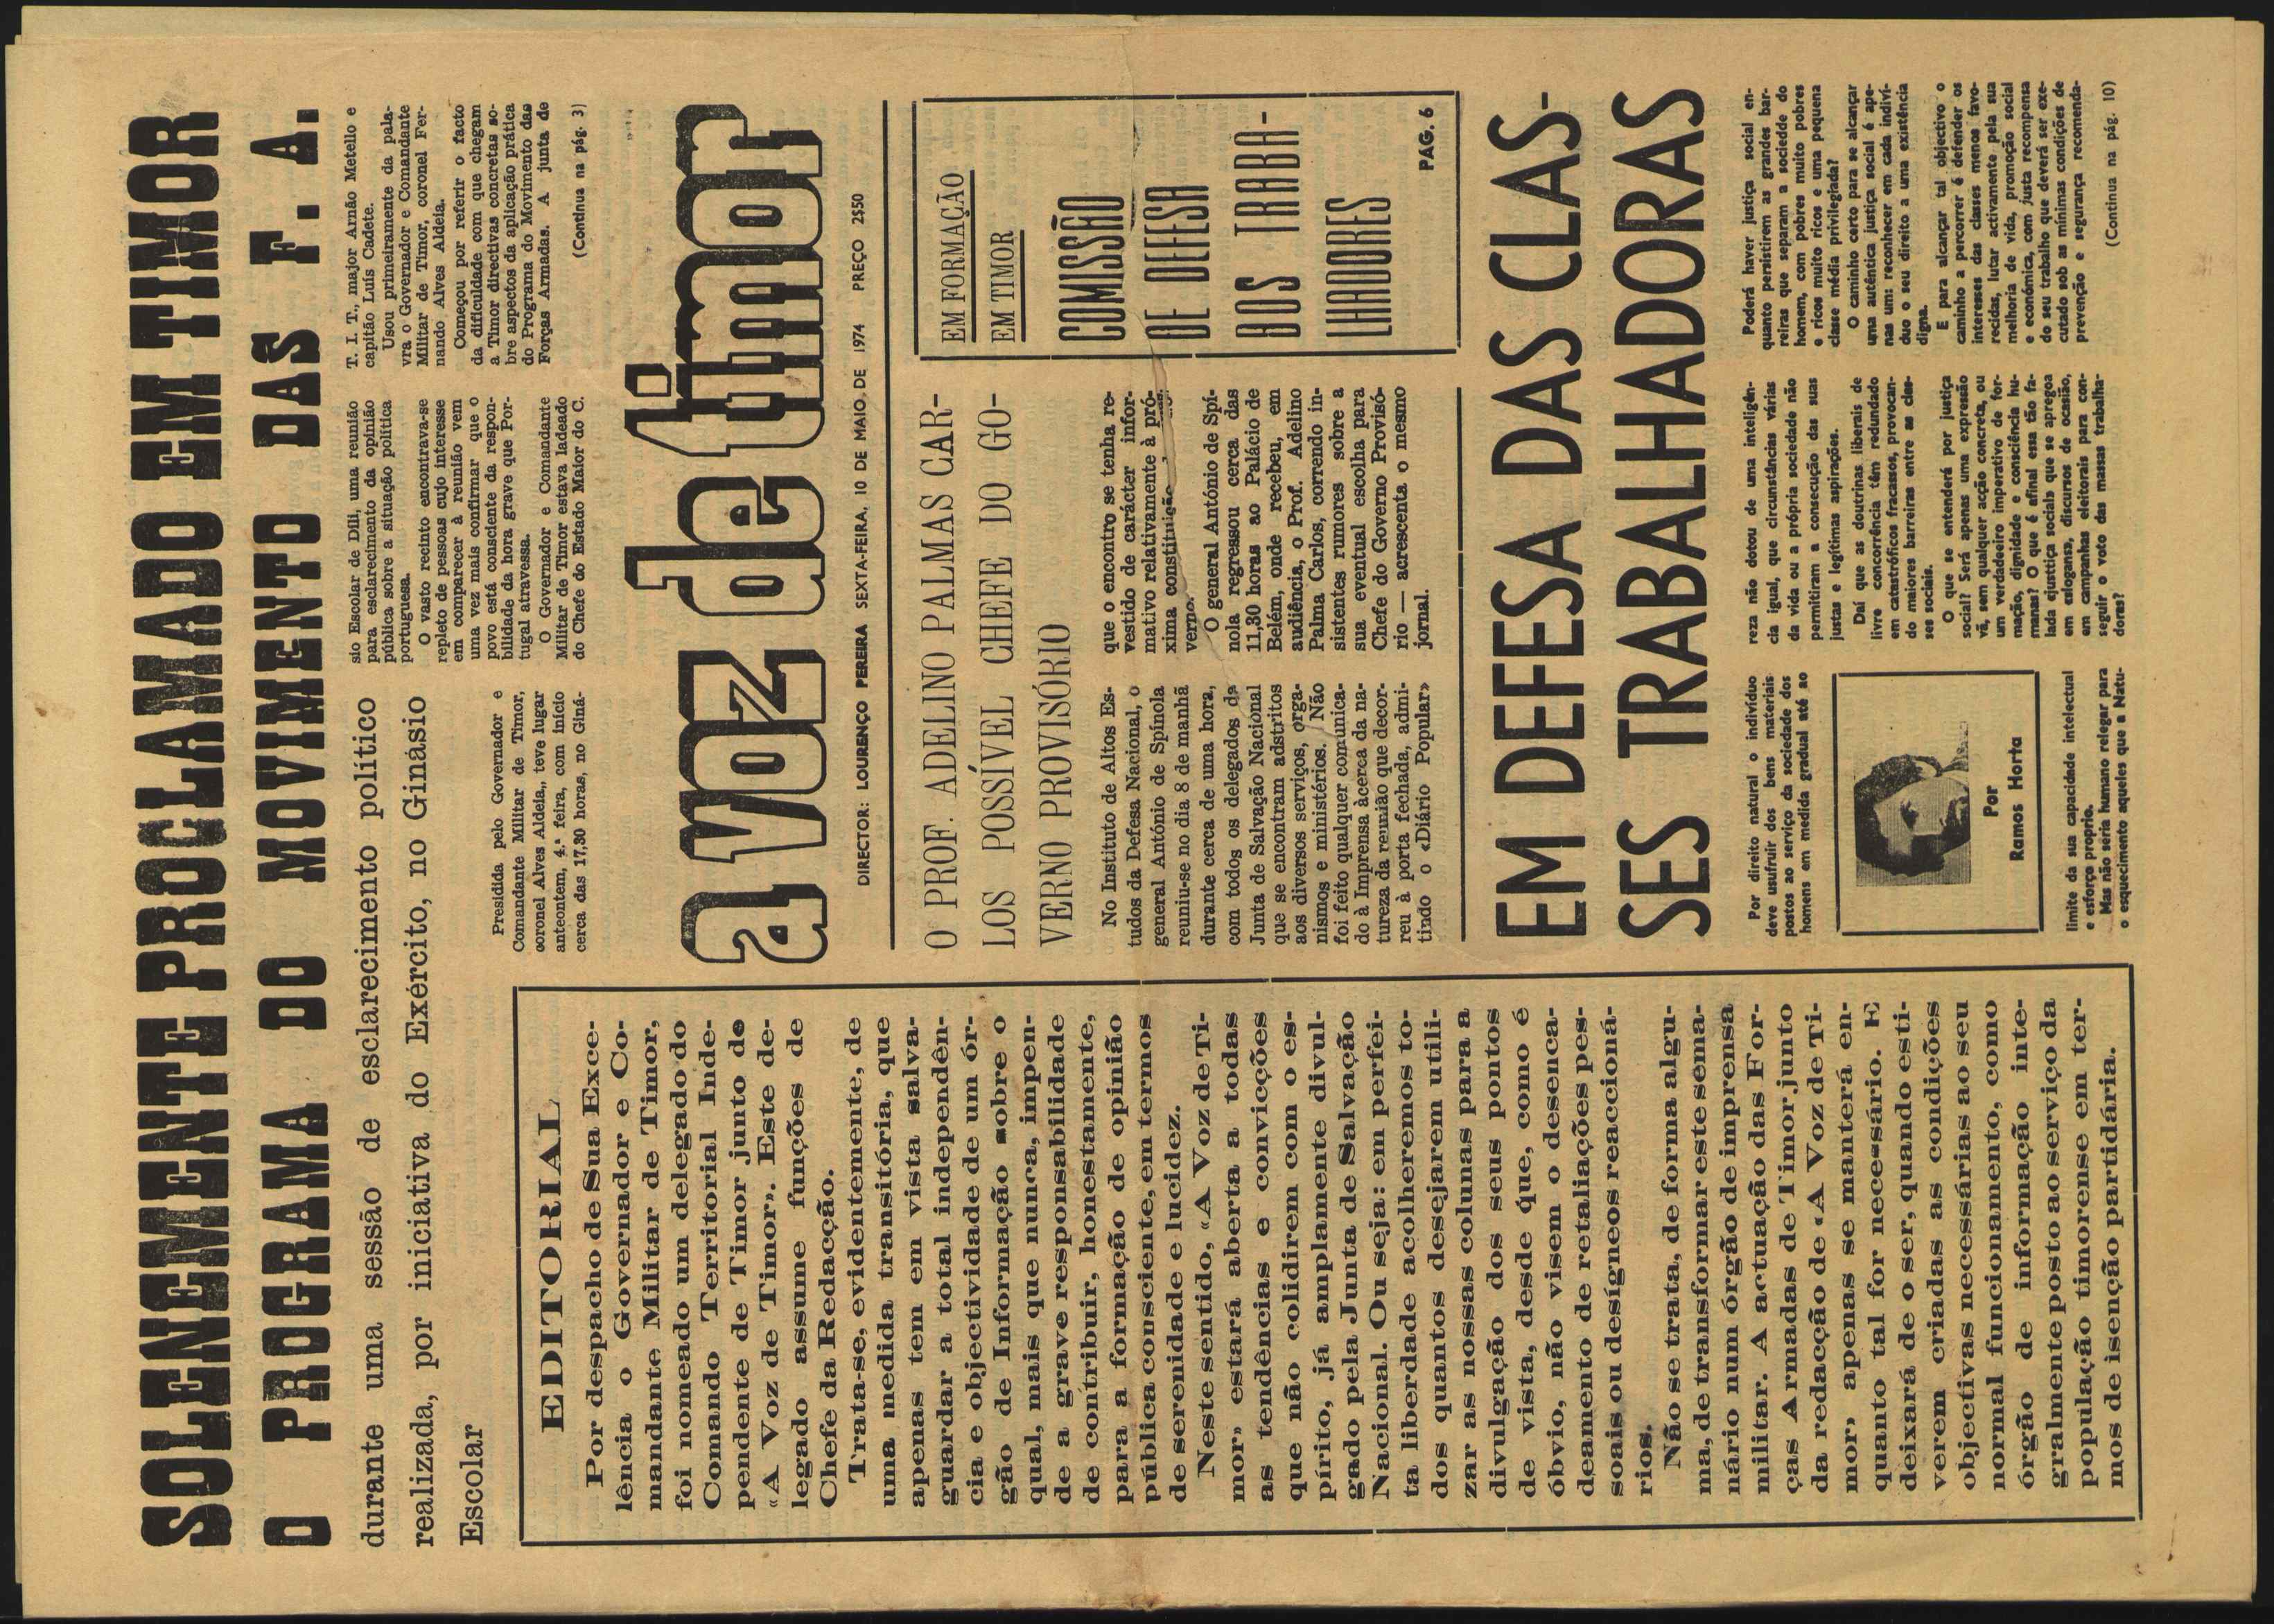 SOLENEMENTE PROCLAMADO EM TIMOR
O PROGRAMA DO MOVIMENTO DAS F. A.
durante uma sessão de esclarecimento político
realizada, por iniciativa do Exército, no Ginásio
Escolar
Presidida pelo Governador e
Comandante Militar de Timor,
coronel Alves Aldeia,, teve lugar
anteontem, 4.ª feira, com início
cerca das 17,30 horas, no Giná-
sio Escolar de Díli, uma reunião
para esclarecimento da opinião
pública sobre a situação política
portuguesa.
O vasto recinto encontrava-se
repleto de pessoas cujo interesse
em comparecer à reunião vem
uma vez mais confirmar que o
povo está consciente da respon-
bilidade da hora grave que Por-
tugal atravessa.
O Governador e Comandante
Militar de Timor estava ladeado
do Chefe do Estado Maior do C.
T. I. T., major Arnão Metello e
capitão Luís Cadete.
Usou primeiramente da pala-
vra o Governador e Comandante
Militar de Timor, coronel Fer-
nando Alves Aldeia.
Começou por referir o facto
da dificuldade com que chegam
a Timor directivas concretas so-
bre aspectos da aplicação prática
do Programa do Movimento das
Forças Armadas. A junta de
(Continua na pág. 3)
EDITORIAL
Por despacho de Sua Exce-
lência o Governador e Co-
mandante Militar de Timor,
foi nomeado um delegado do
Comando Territorial Inde-
pendente de Timor junto de
«A Voz de Timor». Este de-
legado assume funções de
Chefe da Redacção.
Trata-se, evidentemente, de
uma medida transitória, que
apenas tem em vista salva-
guardar a total independên-
cia e objectividade de um ór-
gão de Informação sobre o
qual, mais que nunca, impen-
de a grave responsabilidade
de contribuir, honestamente,
para a formação de opinião
pública consciente, em termos
de serenidade e lucidez.
Neste sentido, «A Voz de Ti-
mor» estará aberta a todas
as tendências e convicções
que não colidirem com o es-
pírito, já amplamente divul-
gado pela Junta de Salvação
Nacional. Ou seja: em perfei-
ta liberdade acolheremos to-
dos quantos desejarem utili-
zar as nossas colunas para a
divulgração dos seus pontos
de vista, desde que, como é
óbvio, não visem o desenca-
deamento de retaliações pes-
soais ou desígneos reaccioná-
rios.
Não se trata, de forma algu-
ma, de transformar este sema-
nário num órgão de imprensa
militar. A actuação das For-
ças Armadas de Timor junto
da redacção de «A Voz de Ti-
mor» apenas se manterá en-
quanto tal for necessário. E
deixará de o ser, quando esti-
verem criadas as condições
objectivas necessárias ao seu
normal funcionamento, como
órgão de informação inte-
gralmente posto ao serviço da
população timorense em ter-
mos de isenção partidária.
a voz de timor
DIRECTOR: LOURENÇO PEREIRA SEXTA-FEIRA, 10 DE MAIO, DE 1974 PREÇO 2$50
O PROF. ADELINO PALMAS CAR-
LOS POSSÍVEL CHEFE DO GO-
VERNO PROVISÓRIO
No Instituto de Altos Es-
tudos da Defesa Nacional, o
general António de Spínola
reuniu-se no dia 8 de manhã
durante cerca de uma hora,
com todos os delegados da
Junta de Salvação Nacional
que se encontram adstritos
aos diversos serviços, orga-
nismos e ministérios. Não
foi feito qualquer comunica-
do à Imprensa àcerca da na-
tureza da reunião que decor-
reu à porta fechada, admi-
tindo o «Diário Popular»
que o encontro se tenha re-
vestido de carácter infor-
mativo relativamente à pró-
xima constituição
verno.
O general António de Spí-
nola regressou cerca das
11,30 horas ao Palácio de
Belém, onde recebeu, em
audiência, o Prof. Adelino
Palma Carlos, correndo in-
sistentes rumores sobre a
sua eventual escolha para
Chefe do Governo Provisó-
rio — acrescenta o mesmo
jornal.
EM FORMAÇÃO
EM TIMOR
COMISSÃO
DE DEFESA
DOS TRABA-
LHADORES
PÁG. 6
EM DEFESA DAS CLAS-
SES TRABALHADORAS
Por direito natural o indivíduo
deve usufruir dos bens materiais
postos ao serviço da sociedade dos
homens em medida gradual até ao
Por
Ramos Horta
limite da sua capacidade intelectual
e esforço proprio.
Mas não séria humano relegar para
o esquecimento aqueles que a Natu-
reza não dotou de uma inteligên-
cia igual, que circunstâncias várias
da vida ou a própria sociedade não
permitiram a consecução das suas
justas e legítimas aspirações.
Daí que as doutrinas liberais de
livre concorrência têm redundado
em catastróficos fracassos, provocan-
do maiores barreiras entre as clas-
ses sociais.
O que se entenderá por justiça
social? Será apenas uma expressão
vã, sem qualquer acção concreta, ou
um verdadeeiro imperativo de for-
mação, dignidade e consciência hu-
manas? O que é afinal essa tão fa-
lada ejusttiça sociais que se apregoa
em eslogans, discursos de ocasião,
em campanhas eleitorais para con-
seguir o voto das massas trabalha-
dores?
Poderá haver justiça social en-
quanto persistirem as grandes bar-
reiras que separam a sociedde do
homem, com pobres muito pobres
e ricos muito ricos e uma pequena
classe média privilegiada?
O caminho certo para se alcançar
uma autêntica justiça social é ape-
nas um: reconhecer em cada indiví-
duo o seu direito a uma existência
digna.
E para alcançar tal objectivo o
caminho a percorrer é defender os
interesses das classes menos favo-
recidas, lutar activamente pela sua
melhoria de vida, promoção social
e económica, com justa recompensa
do seu trabalho que deverá ser exe-
cutado sob as mínimas condições de
prevenção e segurança recomenda-
(Continua na pág. 10)